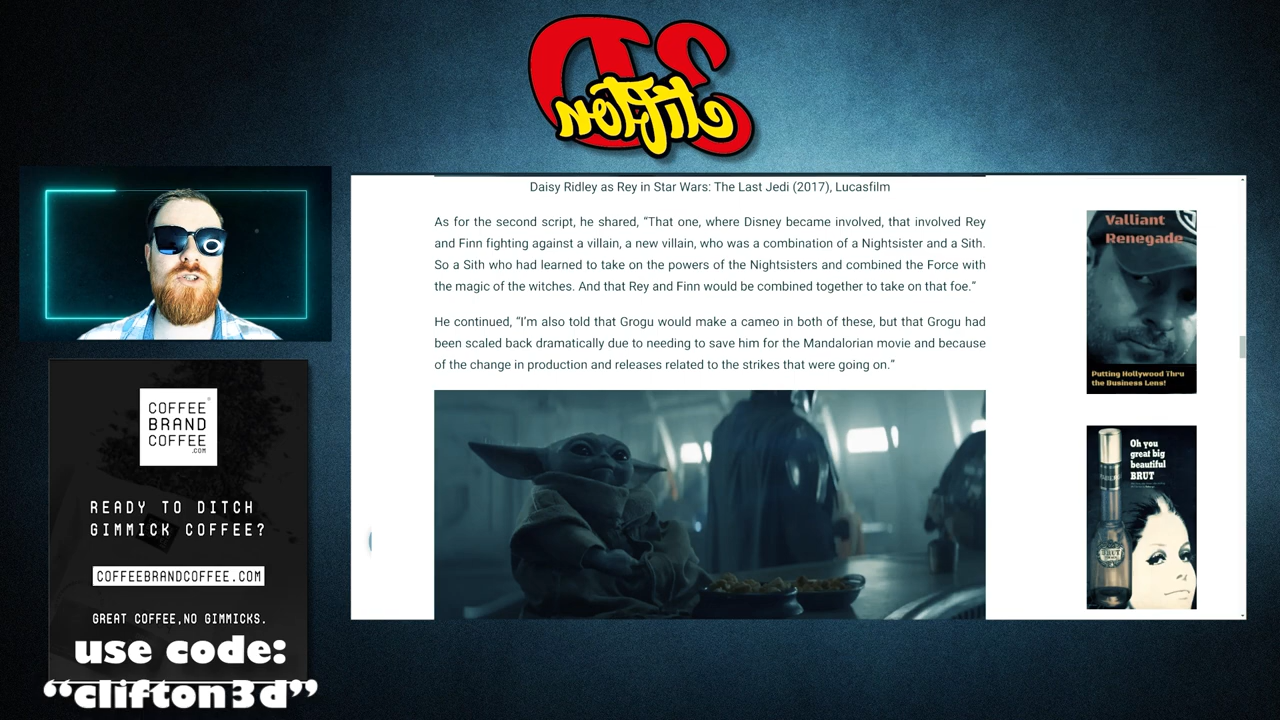 3D
clifton
Daisy Ridley as Rey in Star Wars: The Last Jedi (2017), Lucasfilm
As for the second script, he shared, “That one, where Disney became involved, that involved Rey
and Finn fighting against a villain, a new villain, who was a combination of a Nightsister and a Sith.
So a Sith who had learned to take on the powers of the Nightsisters and combined the Force with
the magic of the witches. And that Rey and Finn would be combined together to take on that foe.”
He continued, “I’m also told that Grogu would make a cameo in both of these, but that Grogu had
been scaled back dramatically due to needing to save him for the Mandalorian movie and because
of the change in production and releases related to the strikes that were going on.”
Valliant
Renegade
Putting Hollywood Thru
the Business Lens!
Oh you
great big
beautiful
BRUT
BRUT
COFFEE
BRAND
COFFEE
.COM
READY TO DITCH
GIMMICK COFFEE?
COFFEEBRANDCOFFEE.COM
GREAT COFFEE,NO GIMMICKS.
use code:
“clifton3d”